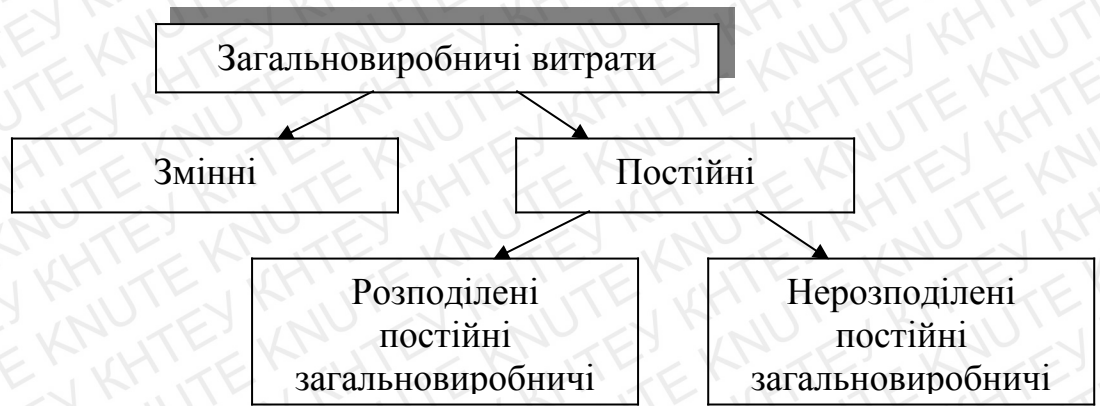 Загальновиробничі витрати
Змінні
Постійні
Розподілені
постійні
загальновиробничі
Нерозподілені
постійні
загальновиробничі